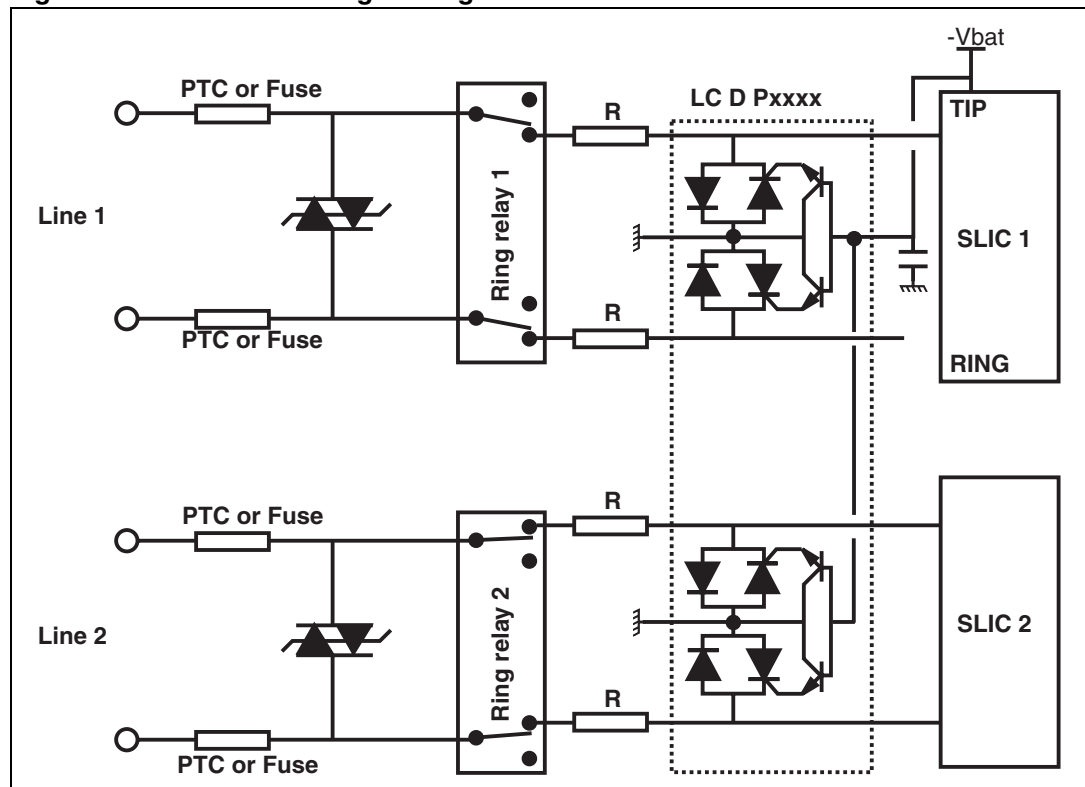 -Vbat
PTC or Fuse
LC D Pxxxx
TIP
R
Line 1
Ring relay 1
SLIC 1
R
PTC or Fuse
RING
PTC or Fuse
R
Line 2
Ring relay 2
SLIC 2
R
PTC or Fuse